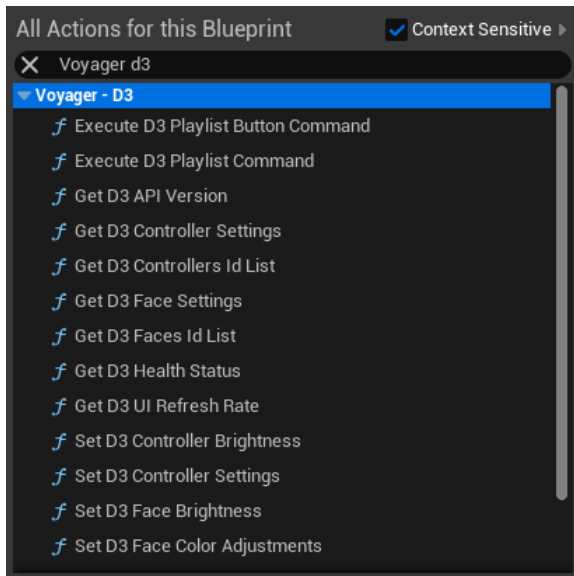 All Actions for this Blueprint Context Sensitive
Voyager d3
Voyager - D3
Execute D3 Playlist Button Command
Execute D3 Playlist Command
Get D3 API Version
Get D3 Controller Settings
Get D3 Controllers Id List
Get D3 Face Settings
Get D3 Faces Id List
Get D3 Health Status
Get D3 UI Refresh Rate
Set D3 Controller Brightness
Set D3 Controller Settings
Set D3 Face Brightness
Set D3 Face Color Adjustments